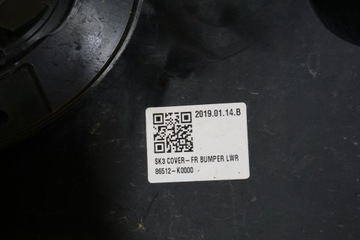 2019.01.14.B
SK3 COVER-FR BUMPER LWR
86512-K0000